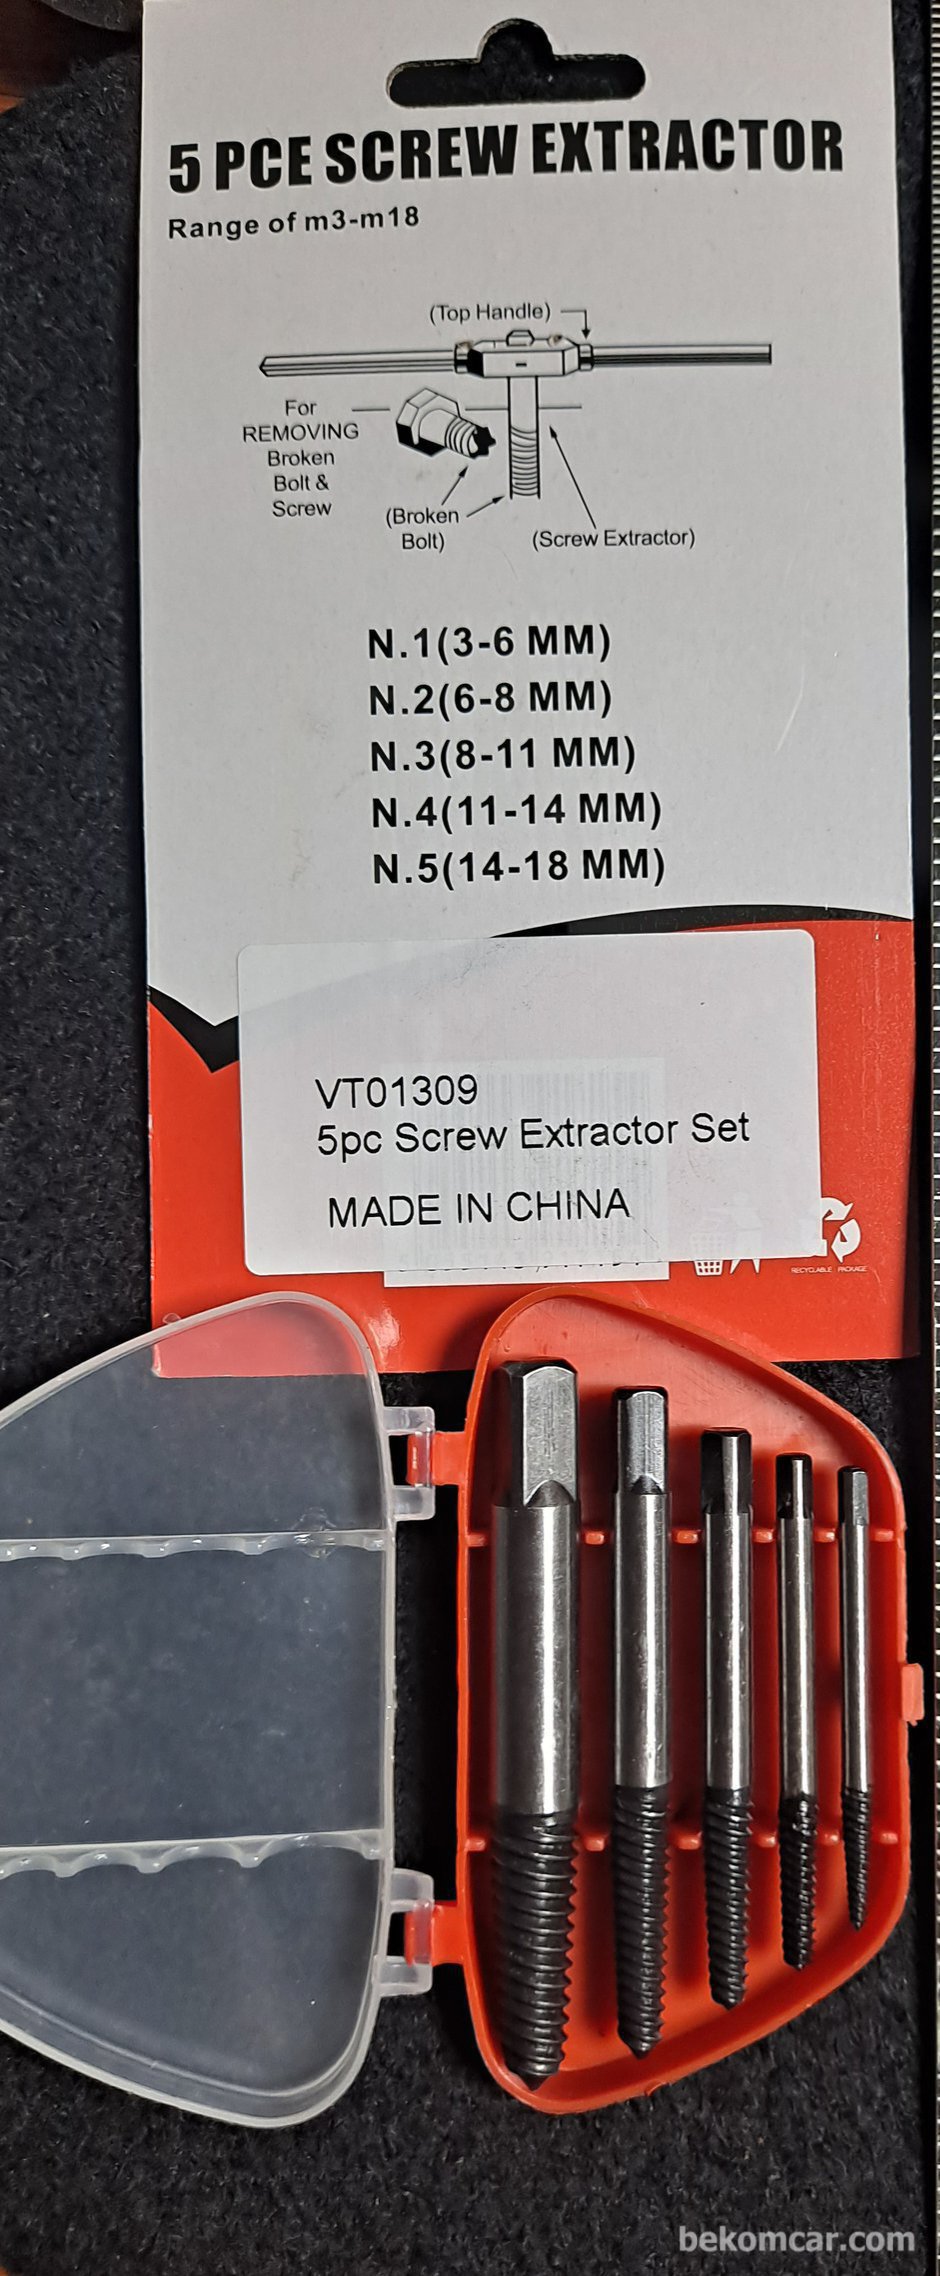 5 PCE SCREW EXTRACTOR
Range of m3-m18
(Top Handle)
For
REMOVING
Broken
Bolt &
Screw
(Broken
Bolt)
(Screw Extractor)
N.1(3-6 MM)
N.2(6-8 MM)
N.3(8-11 MM)
N.4(11-14 MM)
N.5(14-18 MM)
VT01309
5pc Screw Extractor Set
MADE IN CHINA
RECYCLABLE PACKAGE
bekomcar.com